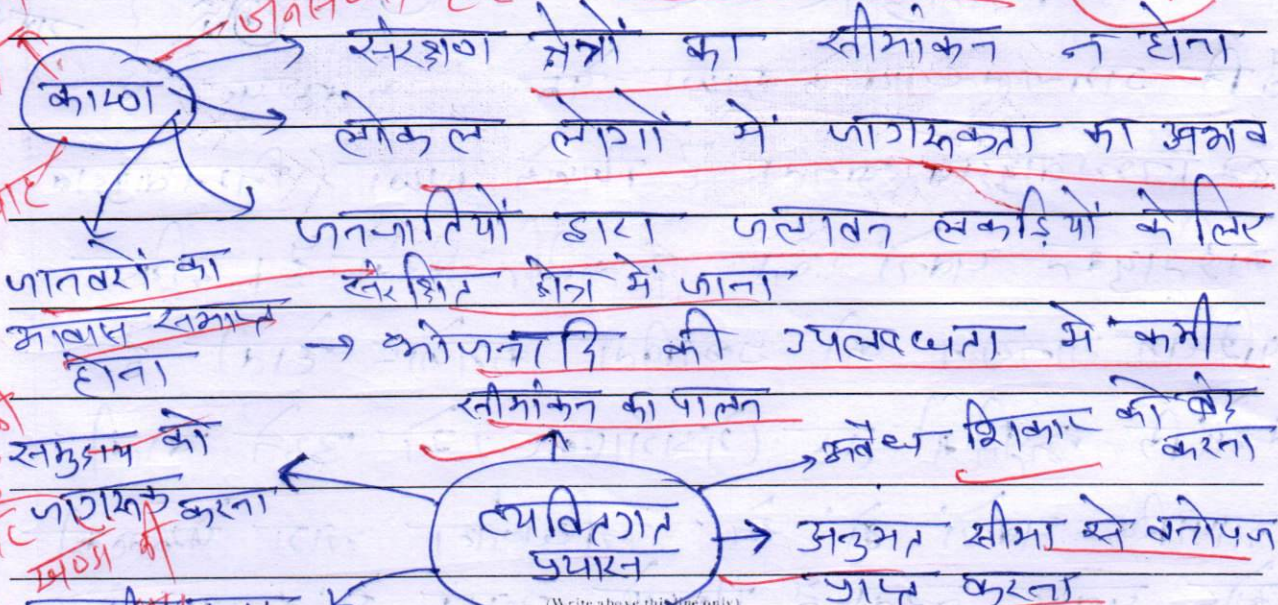 संरक्षण क्षेत्रों का सीमांकन न होना
कारण
लोकल लोगों में जागरूकता का अभाव
जनजातियों द्वारा जलावन लकड़ियों के लिए
संरक्षित क्षेत्र में जाना
जानवरों का
आवास समाप्त
होना
→ भोजनादि की उपलब्धता में कमी
सीमांकन का पालन
अवैध शिकार को बंद
करना
समुदाय को
जागरूक करना
व्यक्तिगत
प्रयास
अनुमत सीमा से वनोपज
प्राप्त करना
(Write above this line only)